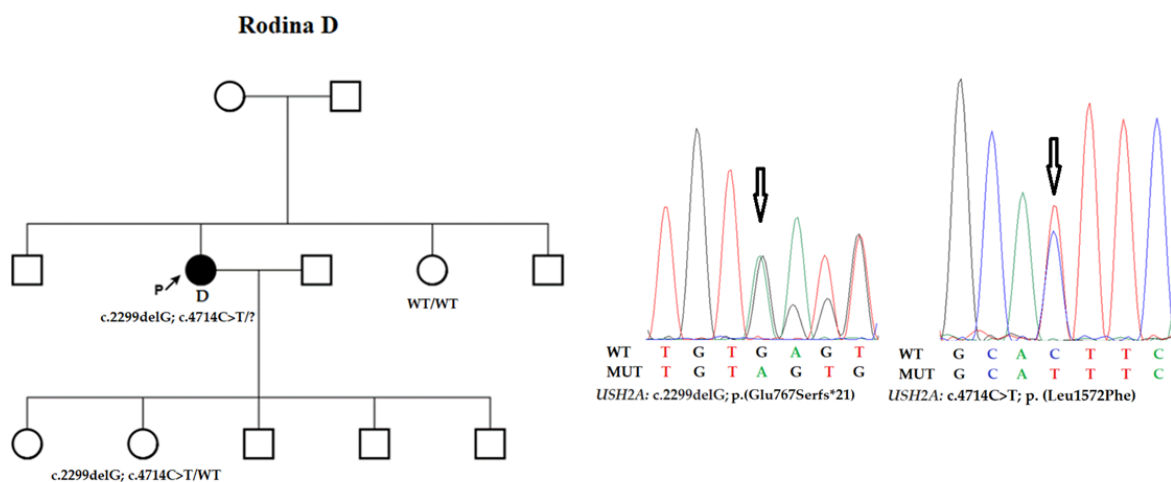 Rodina D
P
D
c.2299delG; c.4714C>T/?
WT/WT
c.2299delG; c.4714C>T/WT
WT T G T G A G T
MUT T G T A G T G
USH2A: c.2299delG; p.(Glu767Serfs*21)
WT G C A C T T C
MUT G C A T T T C
USH2A: c.4714C>T; p. (Leu1572Phe)